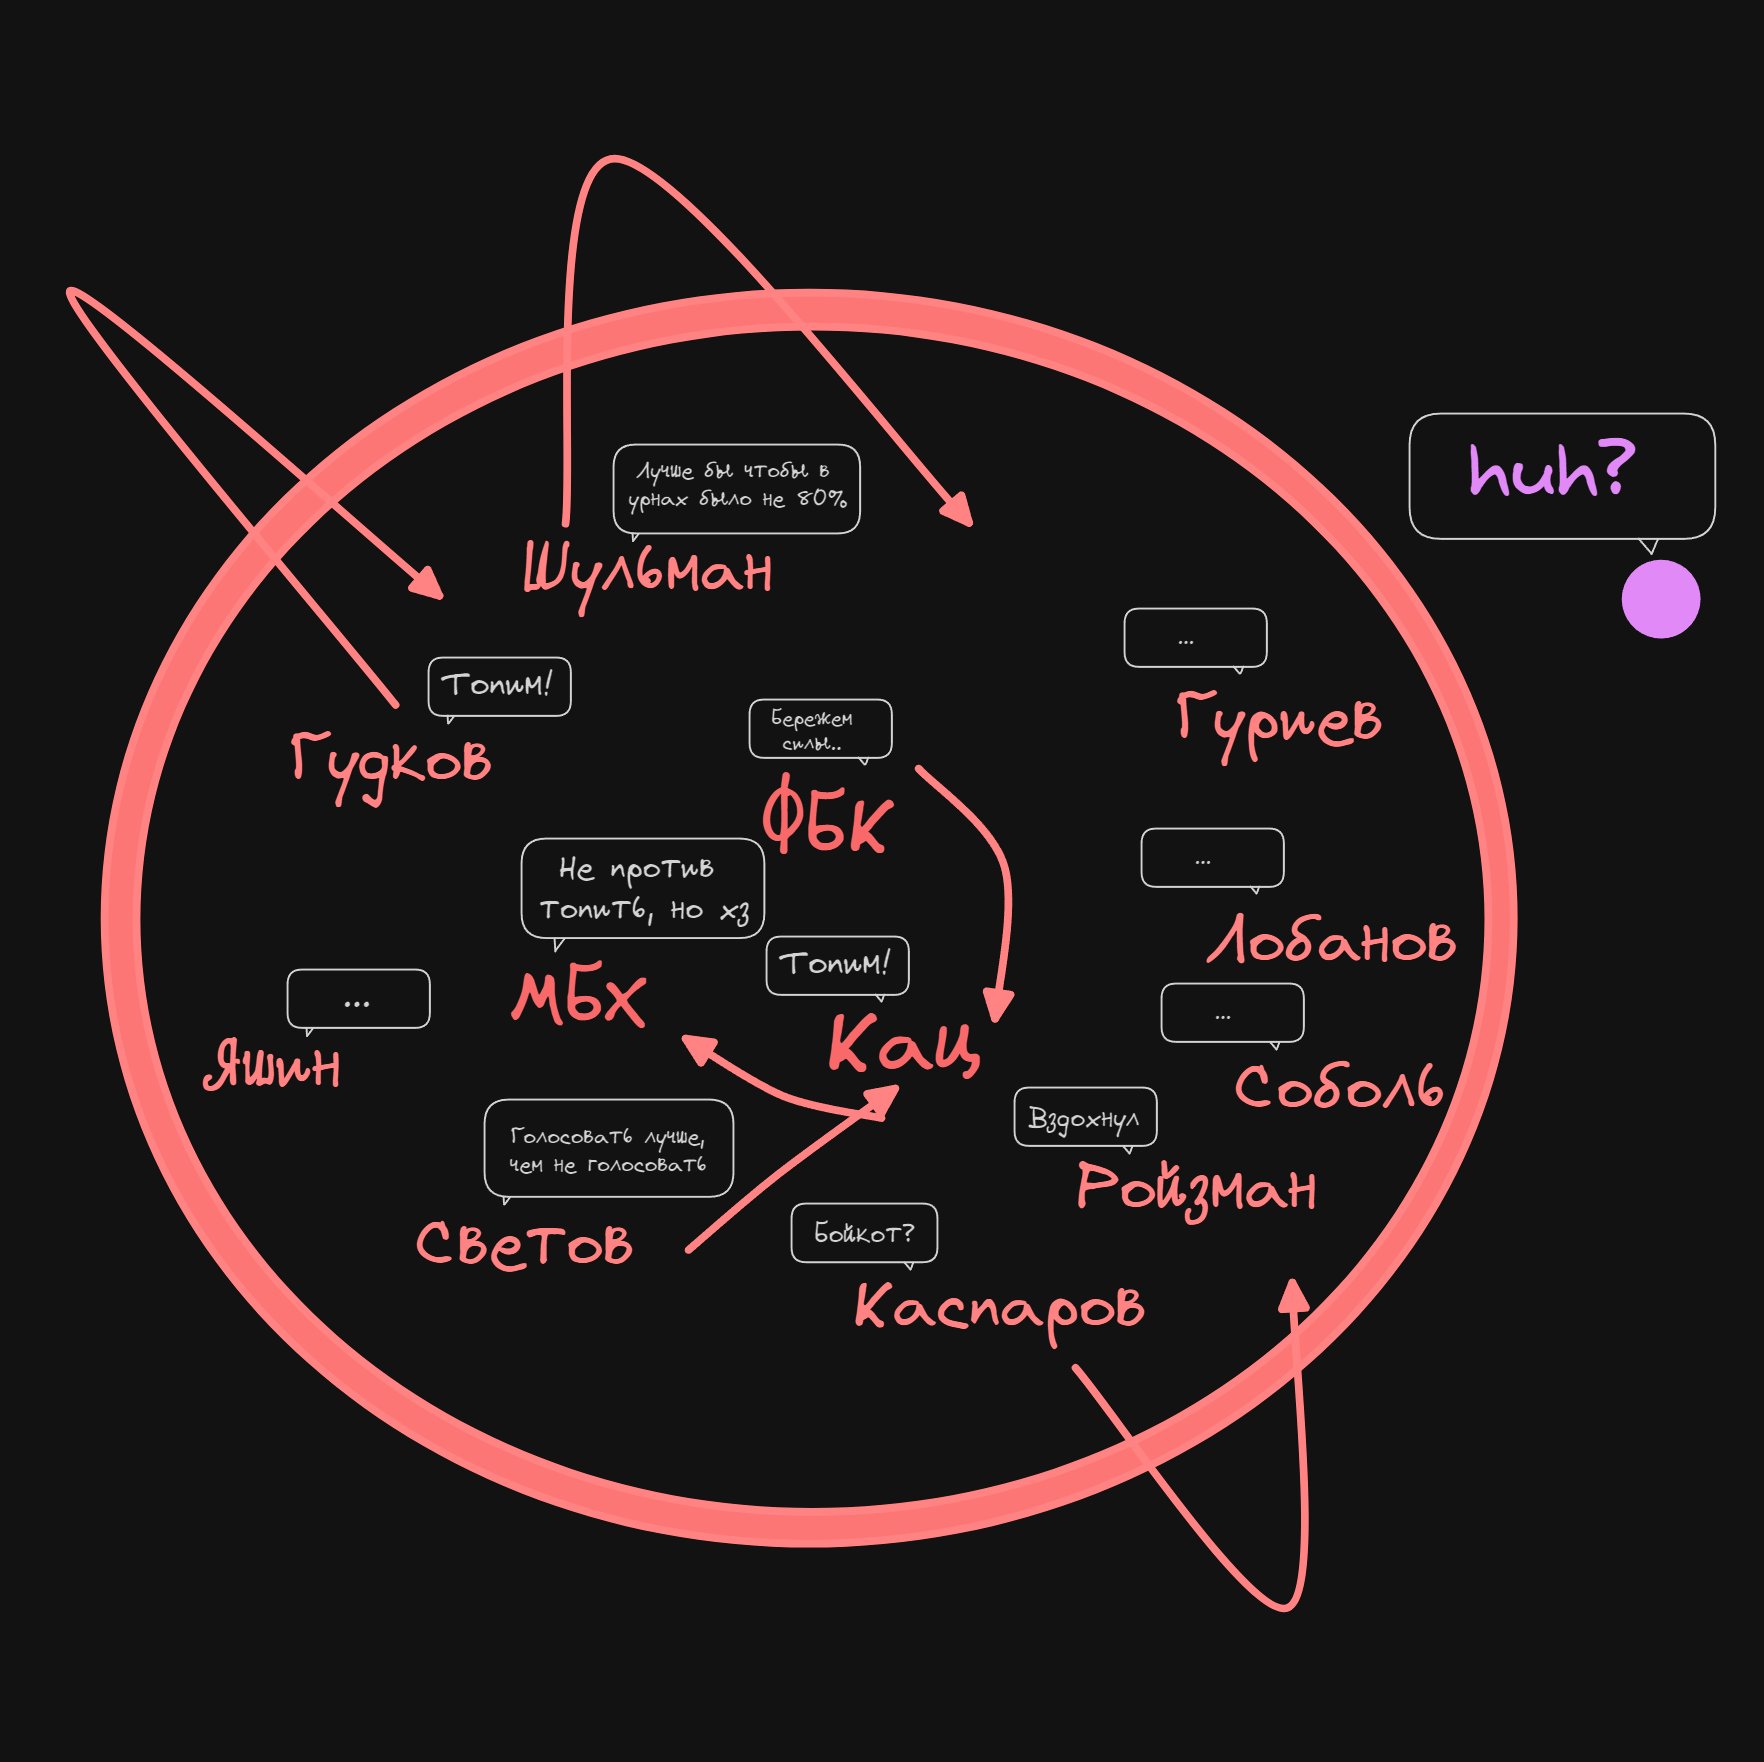 Лучше бы чтобы в
урнах было не 80%
Шульман
huh?
Топим!
Гудков
Бережем
силы..
ФБК
...
Гуриев
Не против
топить, но хз
МБХ
...
Лобанов
Топим!
Кац
...
Яшин
...
Соболь
Голосовать лучше,
чем не голосовать
Светов
Вздохнул
Ройзман
Бойкот?
Каспаров